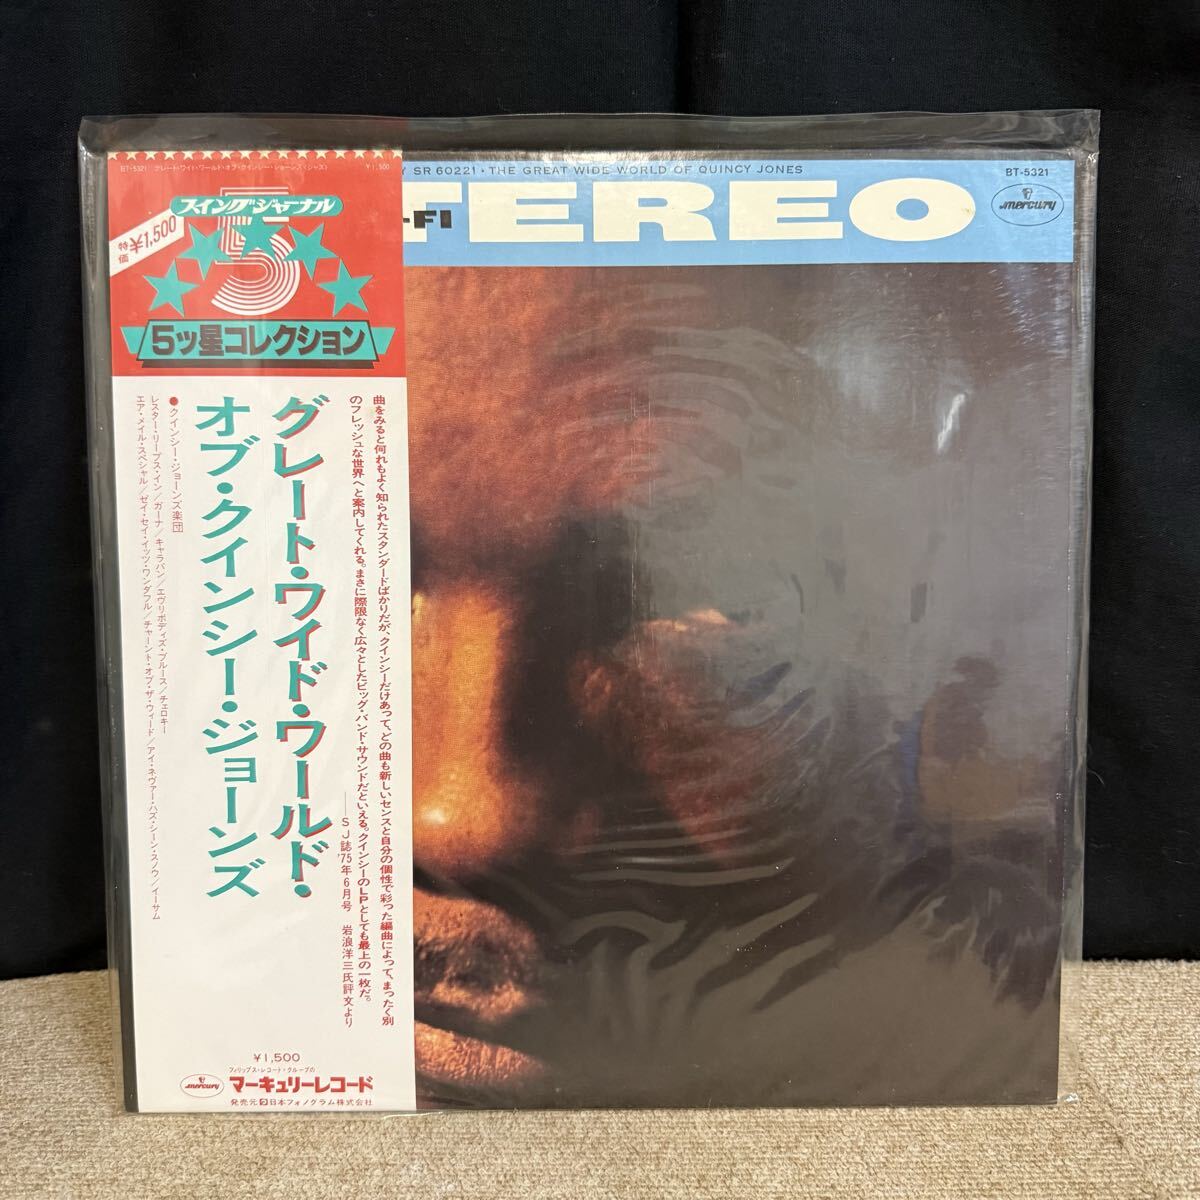 BT-5321 グレート・ワイド・ワールド・オブ・クインシー・ジョーンズ〈ジャズ〉 ¥1,500
スイングジャーナル
特価¥1,500
5
5ッ星コレクション
グレート・ワイド・ワールド・
オブ・クインシー・ジョーンズ
曲をみると何れもよく知られたスタンダードばかりだが、クインシーだけあって、どの曲も新しいセンスと自分の個性で彩った編曲によって、まったく別
のフレッシュな世界へと案内してくれる。まさに際限なく広々としたビッグ・バンド・サウンドだといえる。クインシーのLPとしても最上の一枚だ。
──SJ誌'75年6月号 岩浪洋三氏評文より
●クインシー・ジョーンズ楽団
レスター・リープス・イン/ガーナ/キャラバン/エヴリボディズ・ブルース/チェロキー
エア・メイル・スペシャル/ゼイ・セイ・イッツ・ワンダフル/チャーント・オブ・ザ・ウィード/アイ・ネヴァー・ハズ・シーン・スノウ/イーサム
¥1,500
フィリップス・レコード・グループの
mercury マーキュリーレコード
発売元 日本フォノグラム株式会社
Y SR 60221 · THE GREAT WIDE WORLD OF QUINCY JONES
BT-5321
TEREO
-FI
mercury